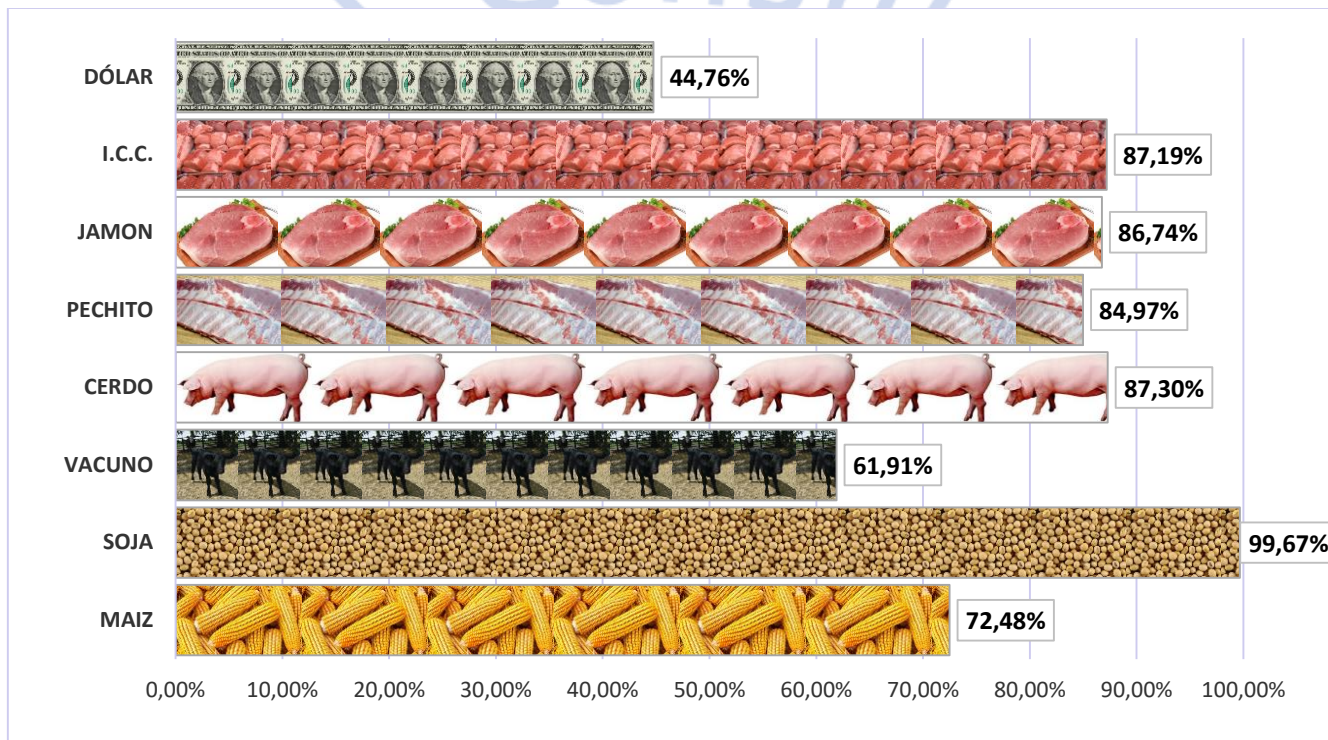 DÓLAR
44,76%
I.C.C.
87,19%
JAMON
86,74%
PECHITO
84,97%
CERDO
87,30%
VACUNO
61,91%
SOJA
99,67%
MAIZ
72,48%
0,00% 10,00% 20,00% 30,00% 40,00% 50,00% 60,00% 70,00% 80,00% 90,00% 100,00%